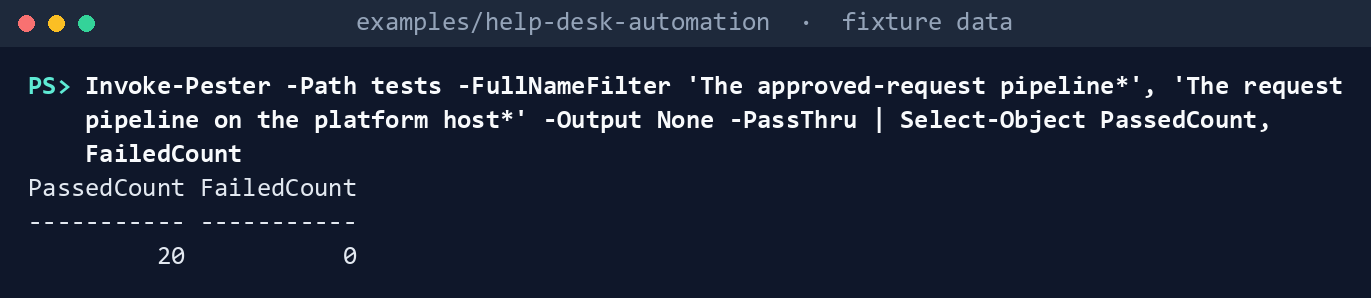 examples/help-desk-automation · fixture data
PS> Invoke-Pester -Path tests -FullNameFilter 'The approved-request pipeline*', 'The request
pipeline on the platform host*' -Output None -PassThru | Select-Object PassedCount,
FailedCount
PassedCount FailedCount
----------- -----------
20 0